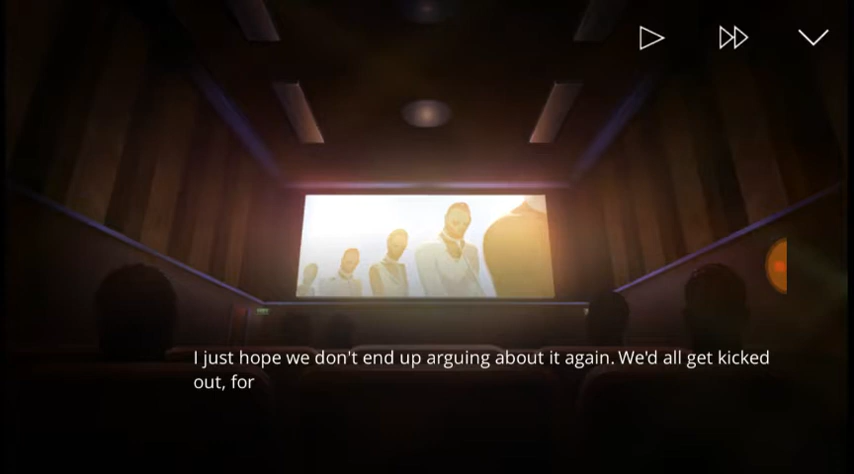 I just hope we don't end up arguing about it again. We'd all get kicked
out, for